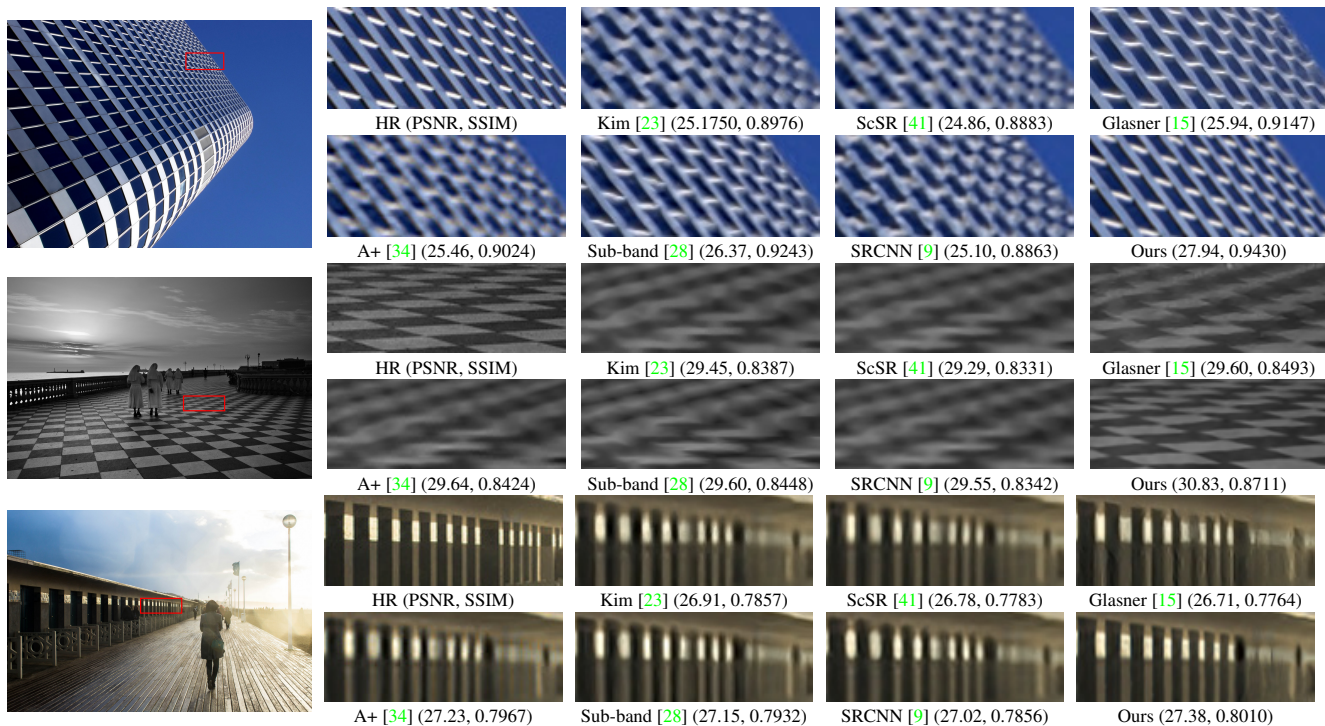 HR (PSNR, SSIM) Kim [23] (25.1750, 0.8976) ScSR [41] (24.86, 0.8883) Glasner [15] (25.94, 0.9147)
A+ [34] (25.46, 0.9024) Sub-band [28] (26.37, 0.9243) SRCNN [9] (25.10, 0.8863) Ours (27.94, 0.9430)
HR (PSNR, SSIM) Kim [23] (29.45, 0.8387) ScSR [41] (29.29, 0.8331) Glasner [15] (29.60, 0.8493)
A+ [34] (29.64, 0.8424) Sub-band [28] (29.60, 0.8448) SRCNN [9] (29.55, 0.8342) Ours (30.83, 0.8711)
HR (PSNR, SSIM) Kim [23] (26.91, 0.7857) ScSR [41] (26.78, 0.7783) Glasner [15] (26.71, 0.7764)
A+ [34] (27.23, 0.7967) Sub-band [28] (27.15, 0.7932) SRCNN [9] (27.02, 0.7856) Ours (27.38, 0.8010)